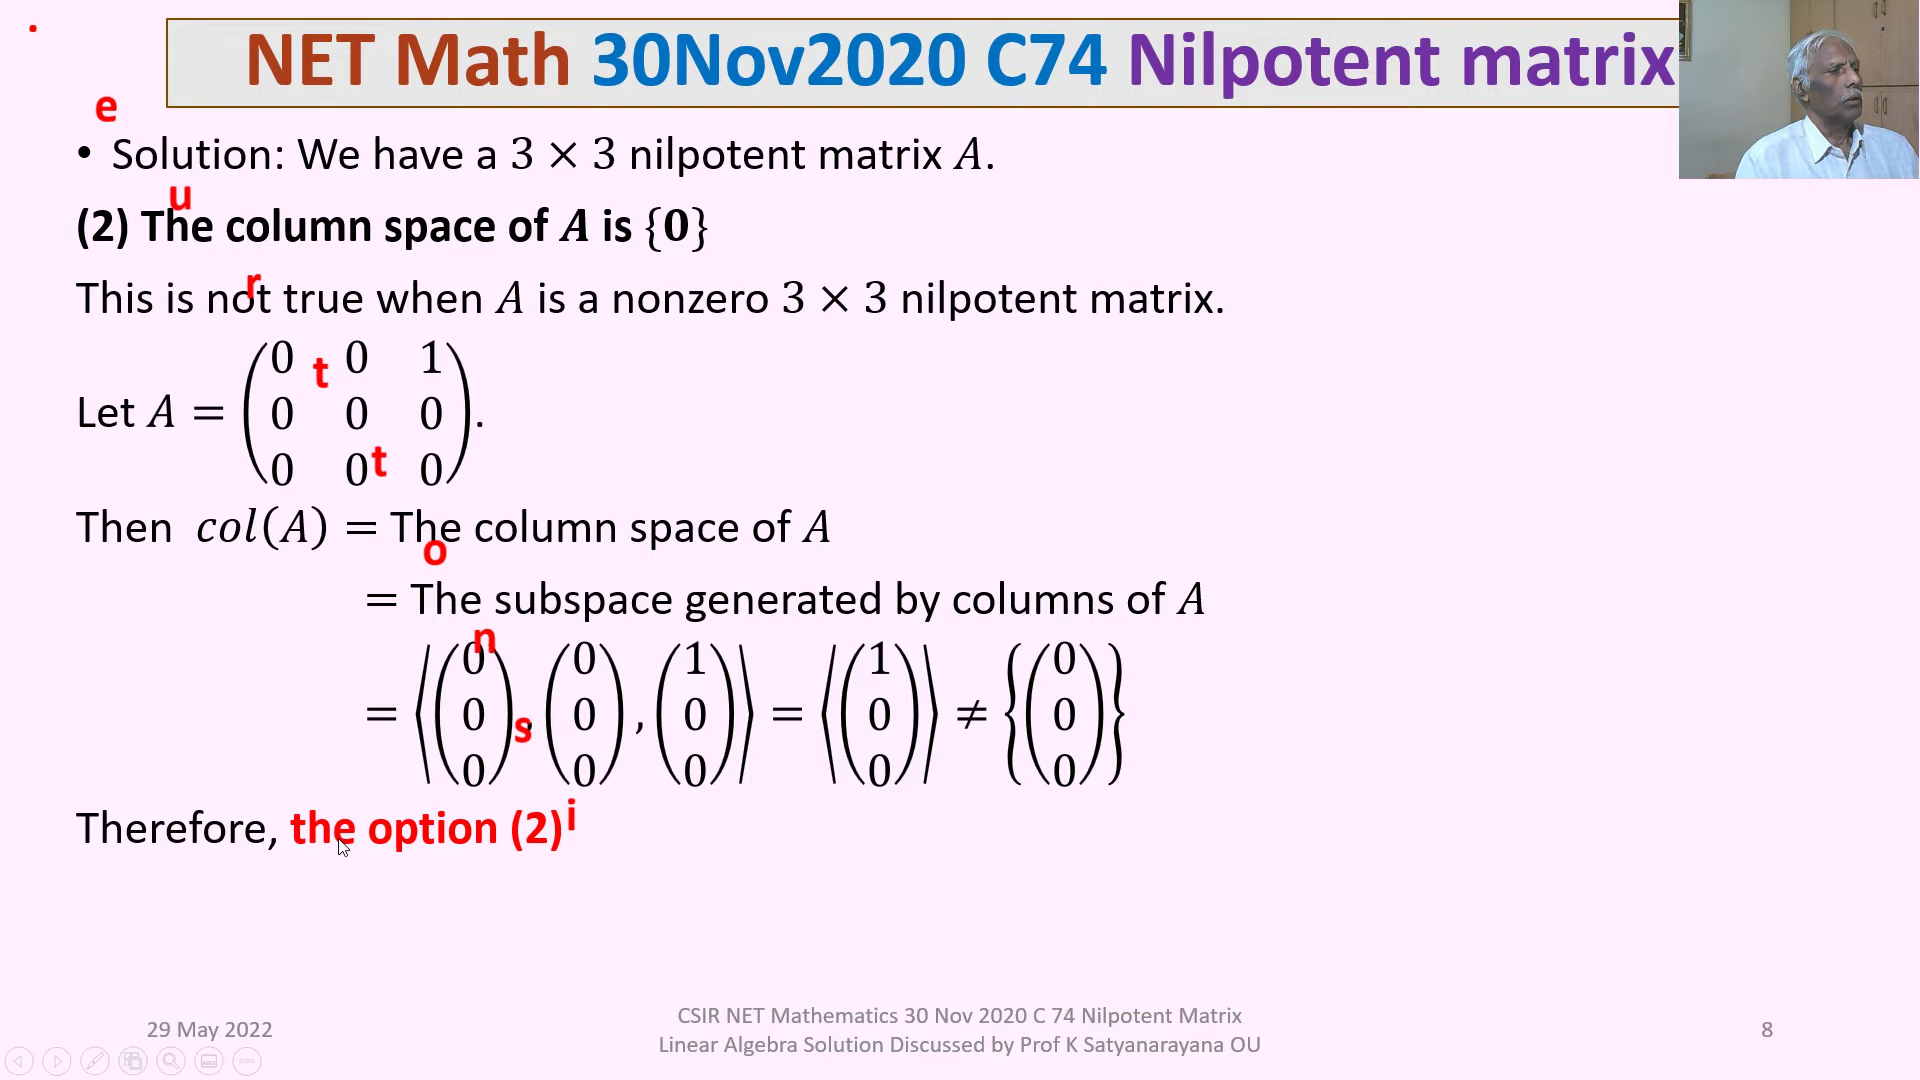 NET Math 30Nov2020 C74 Nilpotent matrix
• Solution: We have a 3 × 3 nilpotent matrix A.
(2) The column space of A is {0}
This is not true when A is a nonzero 3 × 3 nilpotent matrix.
Let A = (0 0 1
0 0 0
0 0 0).
Then col(A) = The column space of A
= The subspace generated by columns of A
= ⟨(0 0 0), (0 0 0), (1 0 0)⟩ = ⟨(1 0 0)⟩ ≠ {(0 0 0)}
Therefore, the option (2) i
s
n
o
t
t
r
u
e
.
29 May 2022
CSIR NET Mathematics 30 Nov 2020 C 74 Nilpotent Matrix
Linear Algebra Solution Discussed by Prof K Satyanarayana OU
8